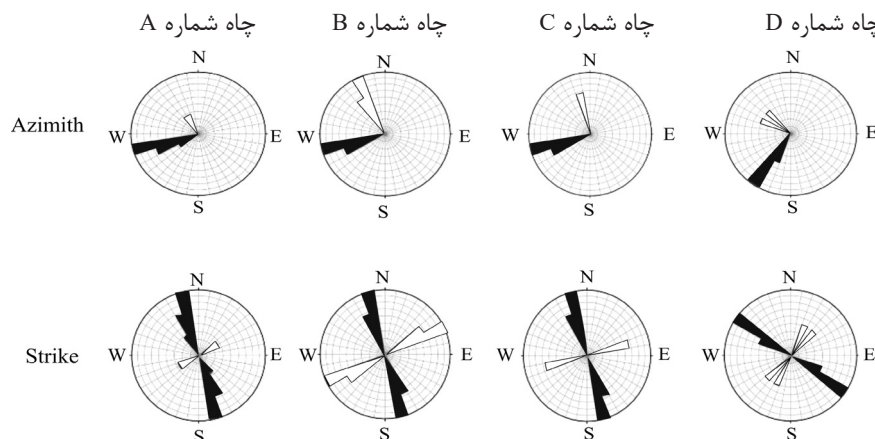 چاه شماره A چاه شماره B چاه شماره C چاه شماره D
N N N N
Azimith W E W E W E W E
S S S S
N N N N
Strike W E W E W E W E
S S S S